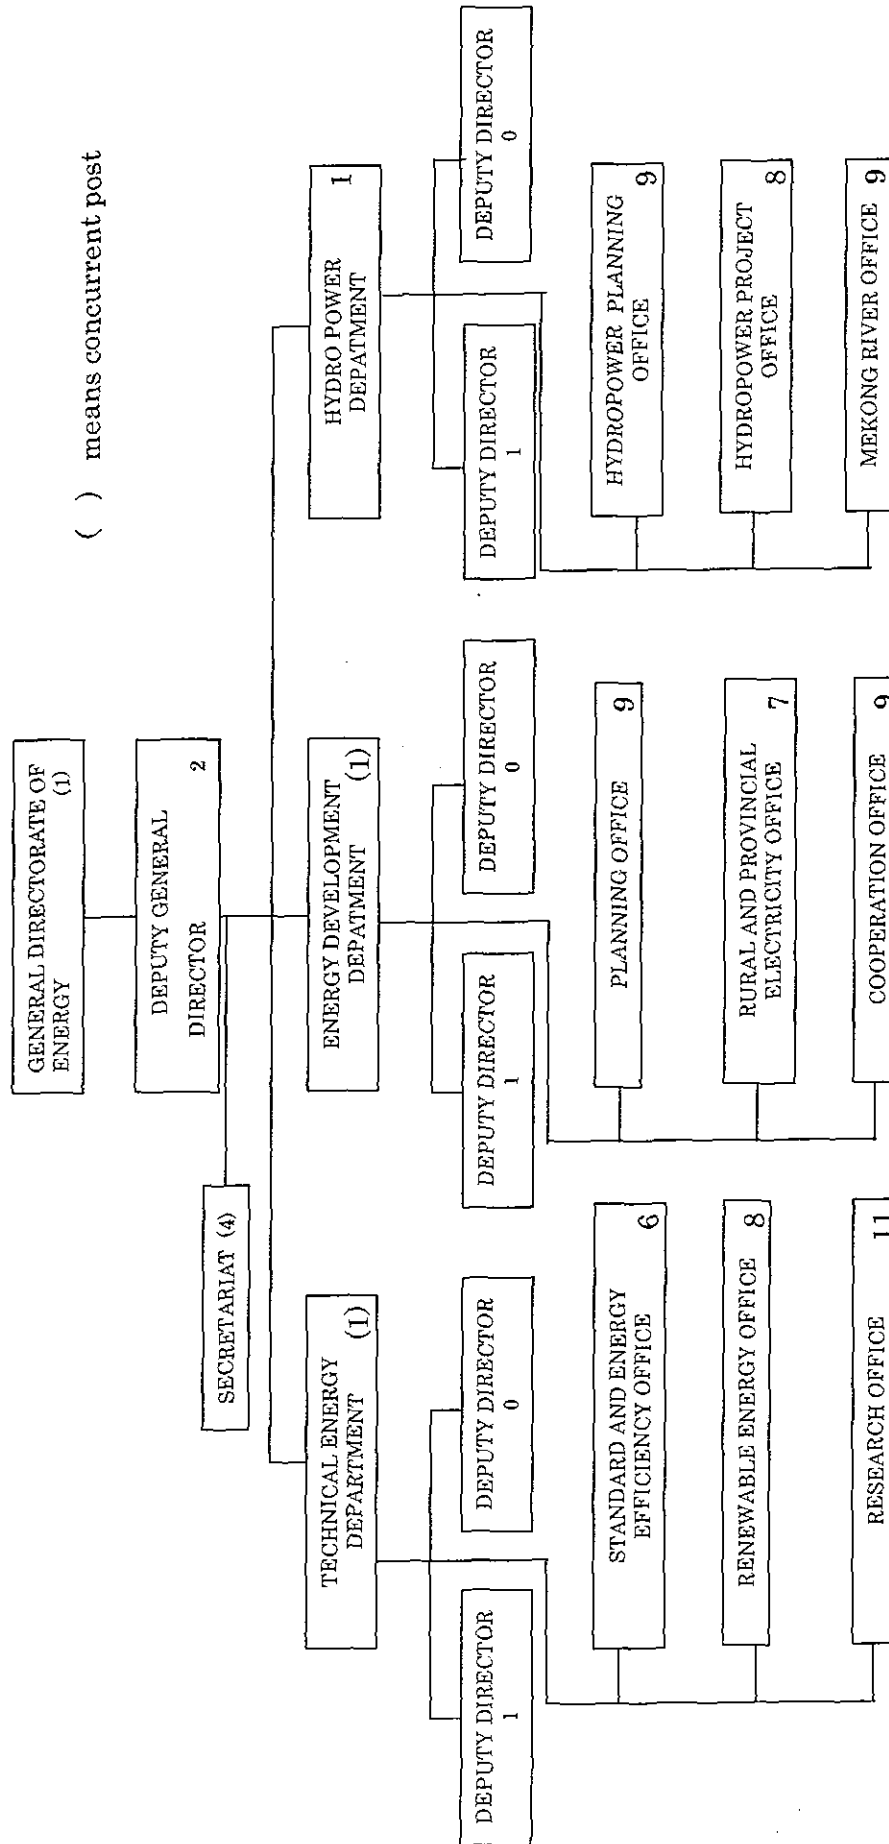 ( ) means concurrent post
GENERAL DIRECTORATE OF
ENERGY (1)
DEPUTY GENERAL
DIRECTOR 2
SECRETARIAT (4)
TECHNICAL ENERGY
DEPARTMENT (1)
ENERGY DEVELOPMENT
DEPATMENT (1)
HYDRO POWER
DEPATMENT 1
DEPUTY DIRECTOR
1
DEPUTY DIRECTOR
0
DEPUTY DIRECTOR
1
DEPUTY DIRECTOR
0
DEPUTY DIRECTOR
1
DEPUTY DIRECTOR
0
STANDARD AND ENERGY
EFFICIENCY OFFICE 6
PLANNING OFFICE 9
HYDROPOWER PLANNING
OFFICE 9
RENEWABLE ENERGY OFFICE 8
RURAL AND PROVINCIAL
ELECTRICITY OFFICE 7
HYDROPOWER PROJECT
OFFICE 8
RESEARCH OFFICE 11
COOPERATION OFFICE 9
MEKONG RIVER OFFICE 9